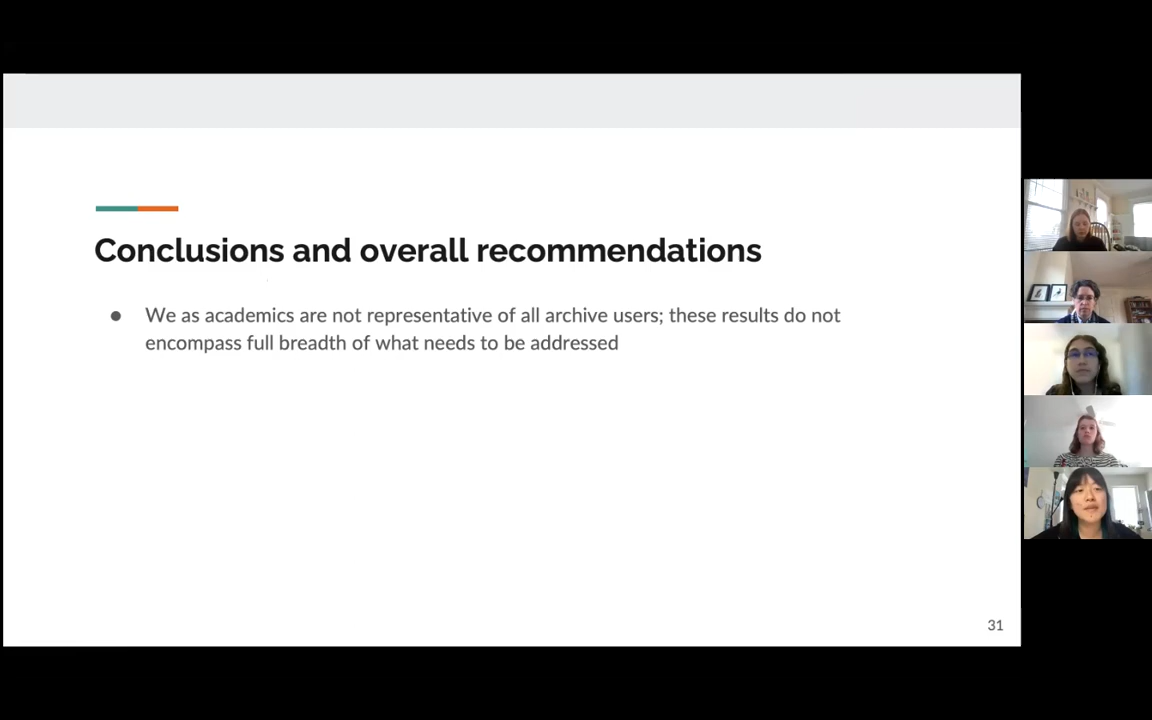 Conclusions and overall recommendations
● We as academics are not representative of all archive users; these results do not
encompass full breadth of what needs to be addressed
31